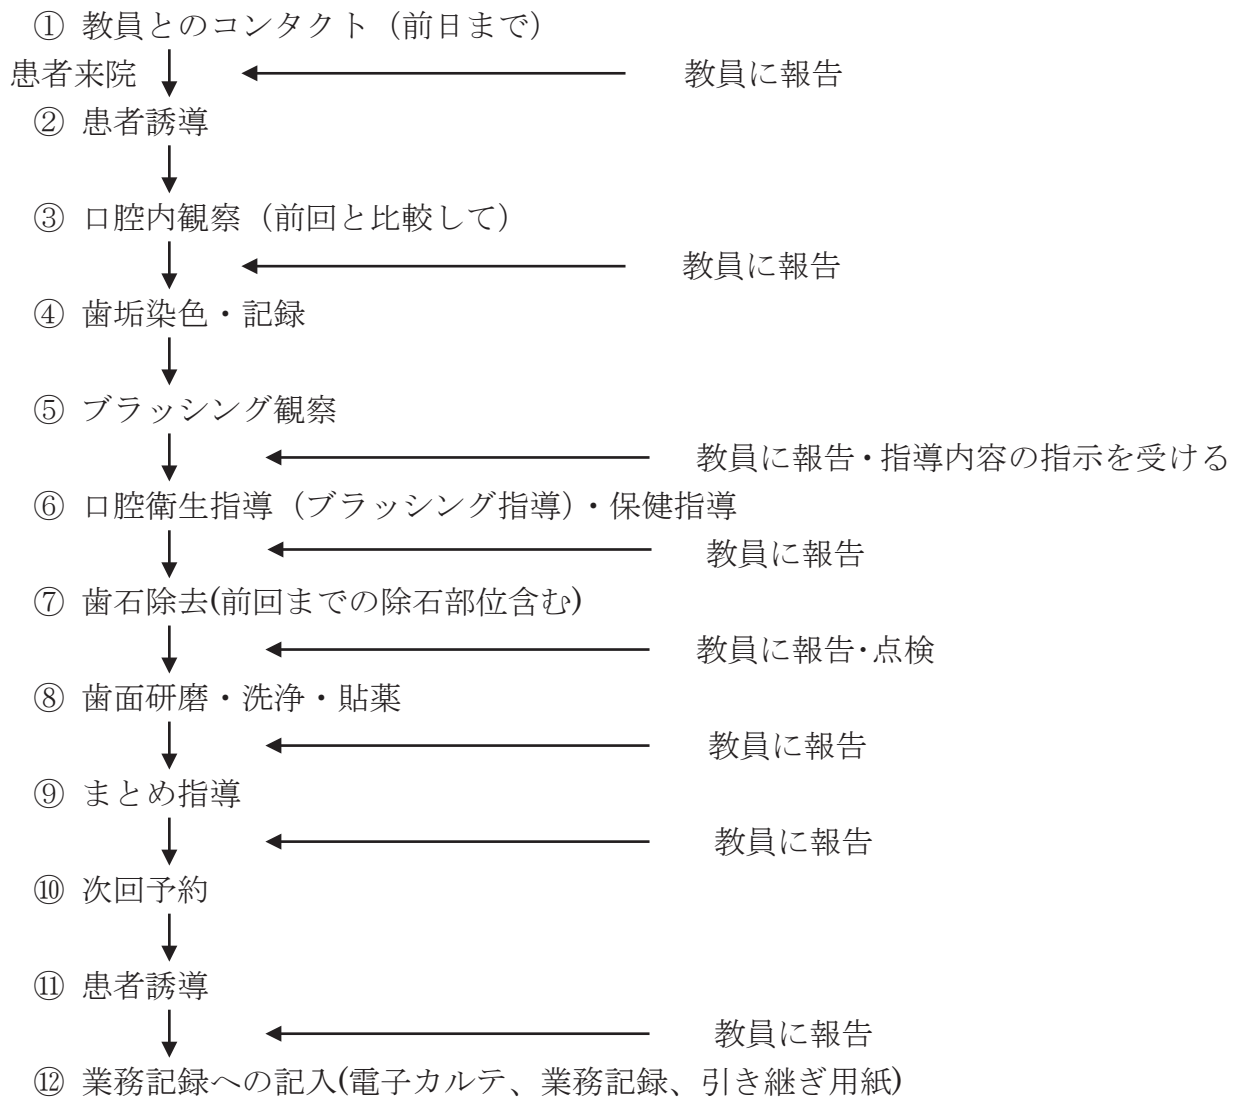 ① 教員とのコンタクト（前日まで）
患者来院 教員に報告
② 患者誘導
③ 口腔内観察（前回と比較して）
教員に報告
④ 歯垢染色・記録
⑤ ブラッシング観察
教員に報告・指導内容の指示を受ける
⑥ 口腔衛生指導（ブラッシング指導）・保健指導
教員に報告
⑦ 歯石除去(前回までの除石部位含む)
教員に報告・点検
⑧ 歯面研磨・洗浄・貼薬
教員に報告
⑨ まとめ指導
教員に報告
⑩ 次回予約
⑪ 患者誘導
教員に報告
⑫ 業務記録への記入(電子カルテ、業務記録、引き継ぎ用紙)